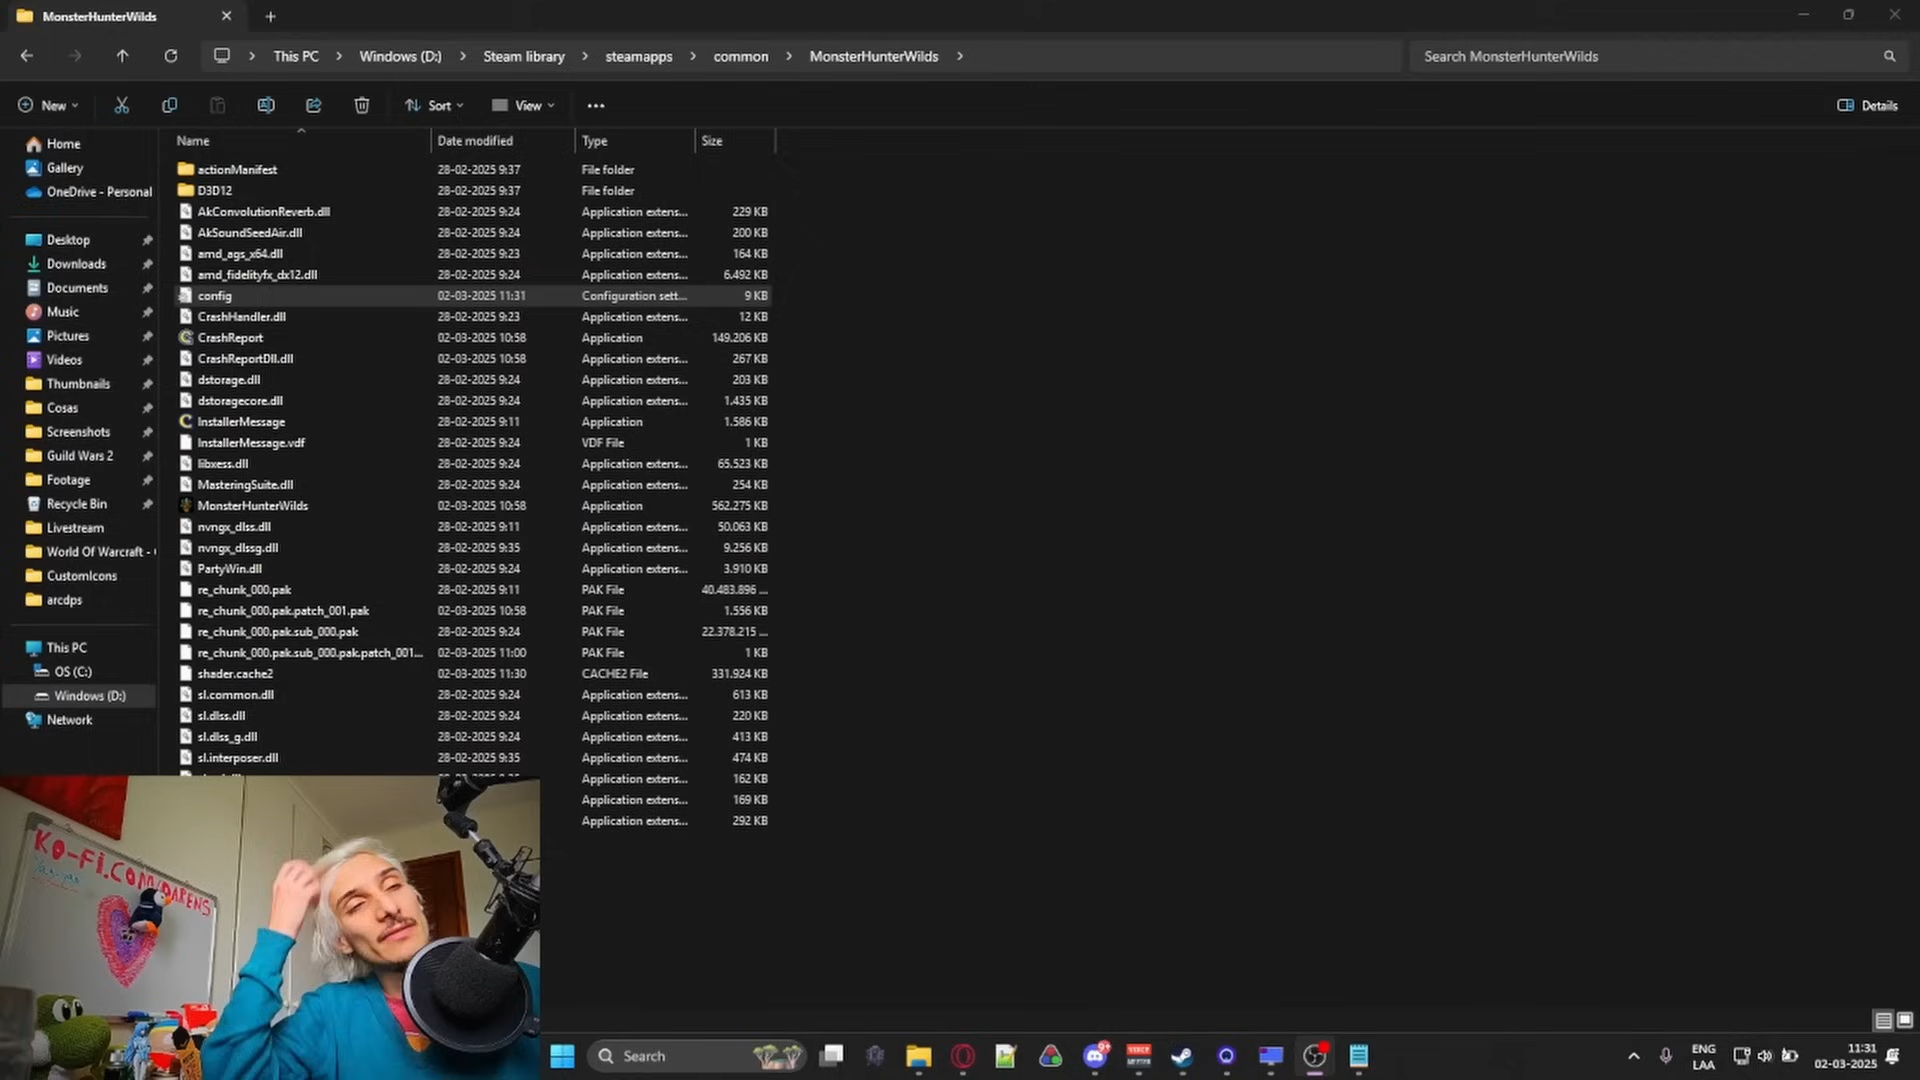 MonsterHunterWilds
This PC > Windows (D:) > Steam library > steamapps > common > MonsterHunterWilds >
Search MonsterHunterWilds
New
Sort
View
Details
Name Date modified Type Size
Home
Gallery
OneDrive - Personal
Desktop
Downloads
Documents
Music
Pictures
Videos
Thumbnails
Cosas
Screenshots
Guild Wars 2
Footage
Recycle Bin
Livestream
World Of Warcraft -
CustomIcons
arcdps
This PC
OS (C:)
Windows (D:)
Network
actionManifest 28-02-2025 9:37 File folder
D3D12 28-02-2025 9:37 File folder
AkConvolutionReverb.dll 28-02-2025 9:24 Application extens... 229 KB
AkSoundSeedAir.dll 28-02-2025 9:24 Application extens... 200 KB
amd_ags_x64.dll 28-02-2025 9:23 Application extens... 164 KB
amd_fidelityfx_dx12.dll 28-02-2025 9:24 Application extens... 6.492 KB
config 02-03-2025 11:31 Configuration sett... 9 KB
CrashHandler.dll 28-02-2025 9:23 Application extens... 12 KB
CrashReport 02-03-2025 10:58 Application 149.206 KB
CrashReportDll.dll 02-03-2025 10:58 Application extens... 267 KB
dstorage.dll 28-02-2025 9:24 Application extens... 203 KB
dstoragecore.dll 28-02-2025 9:24 Application extens... 1.435 KB
InstallerMessage 28-02-2025 9:11 Application 1.586 KB
InstallerMessage.vdf 28-02-2025 9:24 VDF File 1 KB
libxess.dll 28-02-2025 9:24 Application extens... 65.523 KB
MasteringSuite.dll 28-02-2025 9:24 Application extens... 254 KB
MonsterHunterWilds 02-03-2025 10:58 Application 562.275 KB
nvngx_dlss.dll 28-02-2025 9:11 Application extens... 50.063 KB
nvngx_dlssg.dll 28-02-2025 9:35 Application extens... 9.256 KB
PartyWin.dll 28-02-2025 9:24 Application extens... 3.910 KB
re_chunk_000.pak 28-02-2025 9:11 PAK File 40.483.896 ...
re_chunk_000.pak.patch_001.pak 02-03-2025 10:58 PAK File 1.556 KB
re_chunk_000.pak.sub_000.pak 28-02-2025 9:24 PAK File 22.378.215 ...
re_chunk_000.pak.sub_000.pak.patch_001... 02-03-2025 11:00 PAK File 1 KB
shader.cache2 02-03-2025 11:30 CACHE2 File 331.924 KB
sl.common.dll 28-02-2025 9:24 Application extens... 613 KB
sl.dlss.dll 28-02-2025 9:24 Application extens... 220 KB
sl.dlss_g.dll 28-02-2025 9:24 Application extens... 413 KB
sl.interposer.dll 28-02-2025 9:35 Application extens... 474 KB
Application extens... 162 KB
Application extens... 169 KB
Application extens... 292 KB
KO-FI.COM/DARENS
Search
9+
ENG
LAA
11:31
02-03-2025